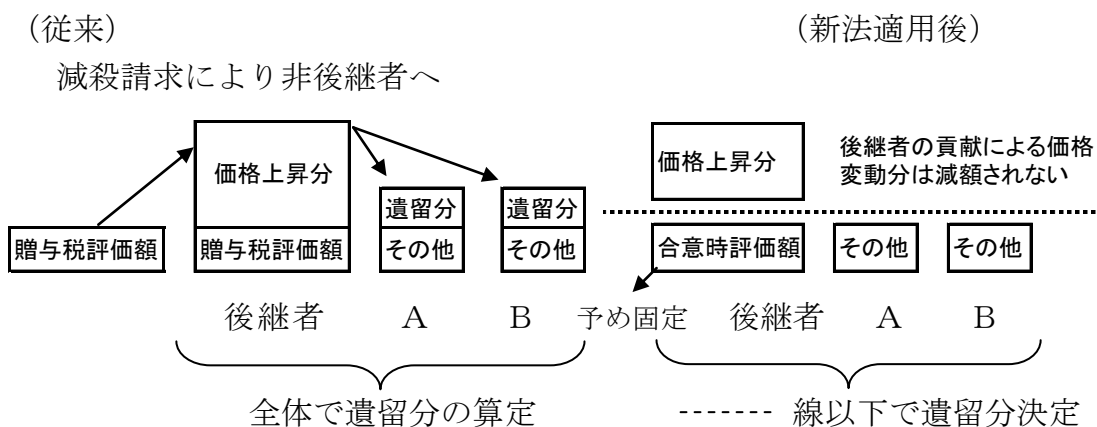 （従来）
（新法適用後）
減殺請求により非後継者へ
価格上昇分
遺留分
遺留分
贈与税評価額
贈与税評価額
その他
その他
後継者
A
B
全体で遺留分の算定
価格上昇分
後継者の貢献による価格
変動分は減額されない
合意時評価額
その他
その他
予め固定
後継者
A
B
------- 線以下で遺留分決定